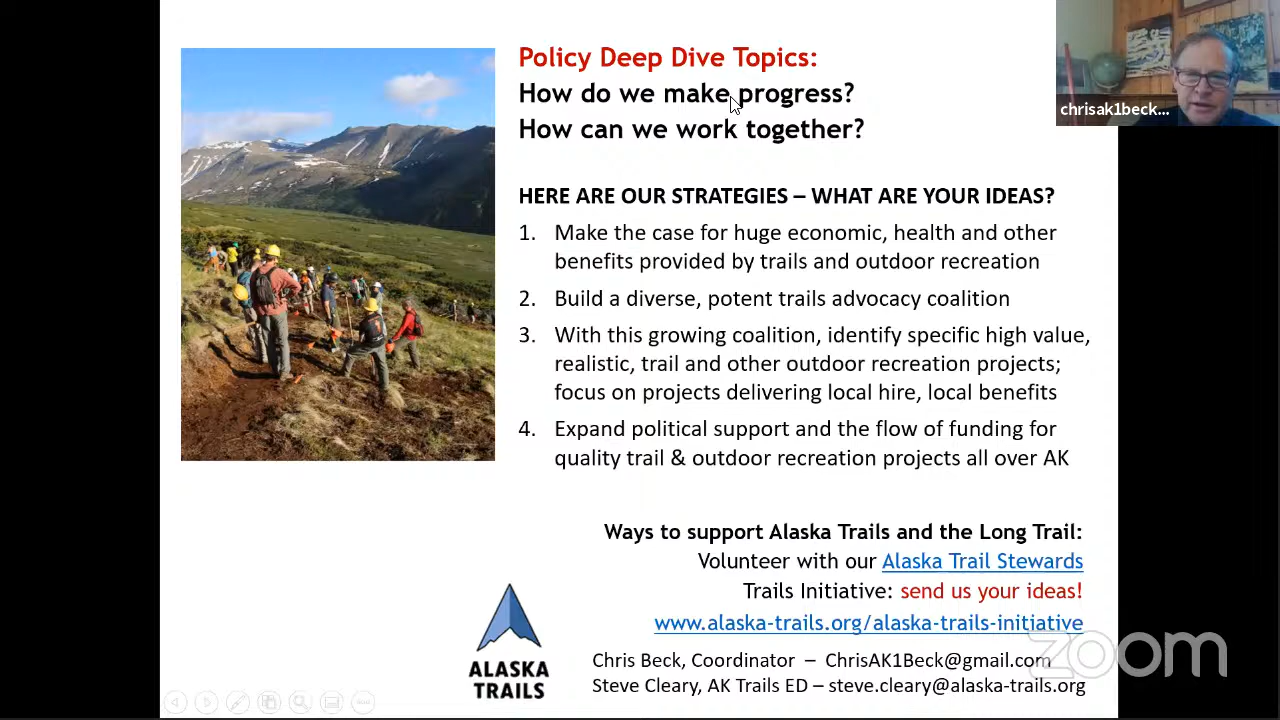 Policy Deep Dive Topics:
How do we make progress?
How can we work together?
chrisak1beck...
HERE ARE OUR STRATEGIES – WHAT ARE YOUR IDEAS?
1. Make the case for huge economic, health and other
benefits provided by trails and outdoor recreation
2. Build a diverse, potent trails advocacy coalition
3. With this growing coalition, identify specific high value,
realistic, trail and other outdoor recreation projects;
focus on projects delivering local hire, local benefits
4. Expand political support and the flow of funding for
quality trail & outdoor recreation projects all over AK
Ways to support Alaska Trails and the Long Trail:
Volunteer with our Alaska Trail Stewards
Trails Initiative: send us your ideas!
www.alaska-trails.org/alaska-trails-initiative
zoom
ALASKA
TRAILS
Chris Beck, Coordinator – ChrisAK1Beck@gmail.com
Steve Cleary, AK Trails ED – steve.cleary@alaska-trails.org